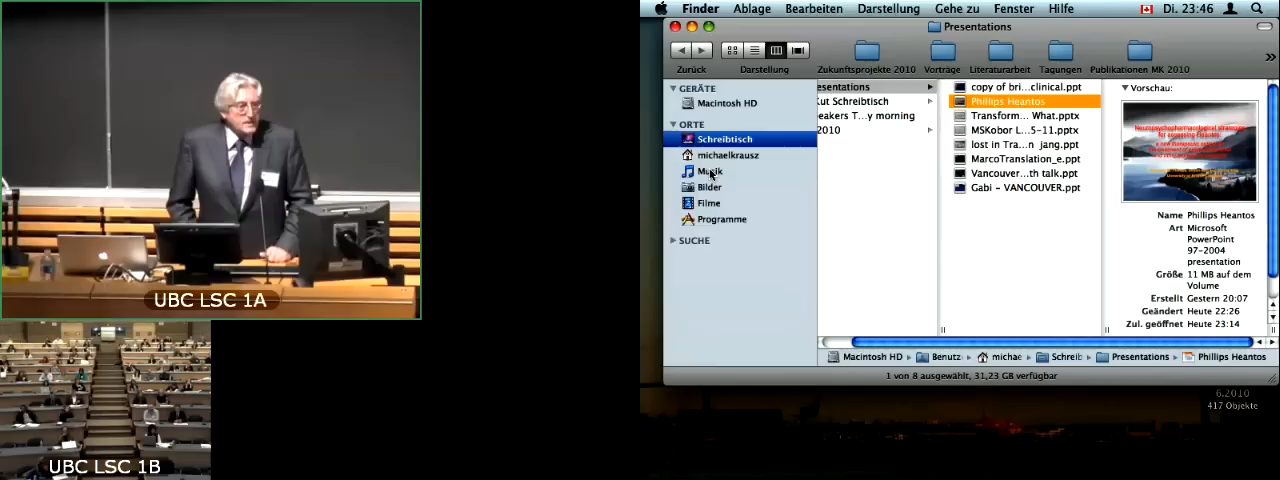 Finder Ablage Bearbeiten Darstellung Gehe zu Fenster Hilfe Di. 23:46
Presentations
Zurück Darstellung Zukunftsprojekte 2010 Vorträge Literaturarbeit Tagungen Publikationen MK 2010
GERÄTE
Macintosh HD
ORTE
Schreibtisch
michaelkrausz
Musik
Bilder
Filme
Programme
SUCHE
esentations
Kut Schreibtisch
eakers T...y morning
2010
copy of bri...clinical.ppt
Phillips Heantos
Transform... What.pptx
MSKobor L...5-11.pptx
lost in Tra...n jang.ppt
MarcoTranslation_e.ppt
Vancouver...th talk.ppt
Gabi - VANCOUVER.ppt
Vorschau:
Name Phillips Heantos
Art Microsoft
PowerPoint
97-2004
presentation
Größe 11 MB auf dem
Volume
Erstellt Gestern 20:07
Geändert Heute 22:26
Zul. geöffnet Heute 23:14
Macintosh HD Benutz michae Schreib Presentations Phillips Heantos
1 von 8 ausgewählt, 31,23 GB verfügbar
6.2010
417 Objekte
UBC LSC 1A
UBC LSC 1B